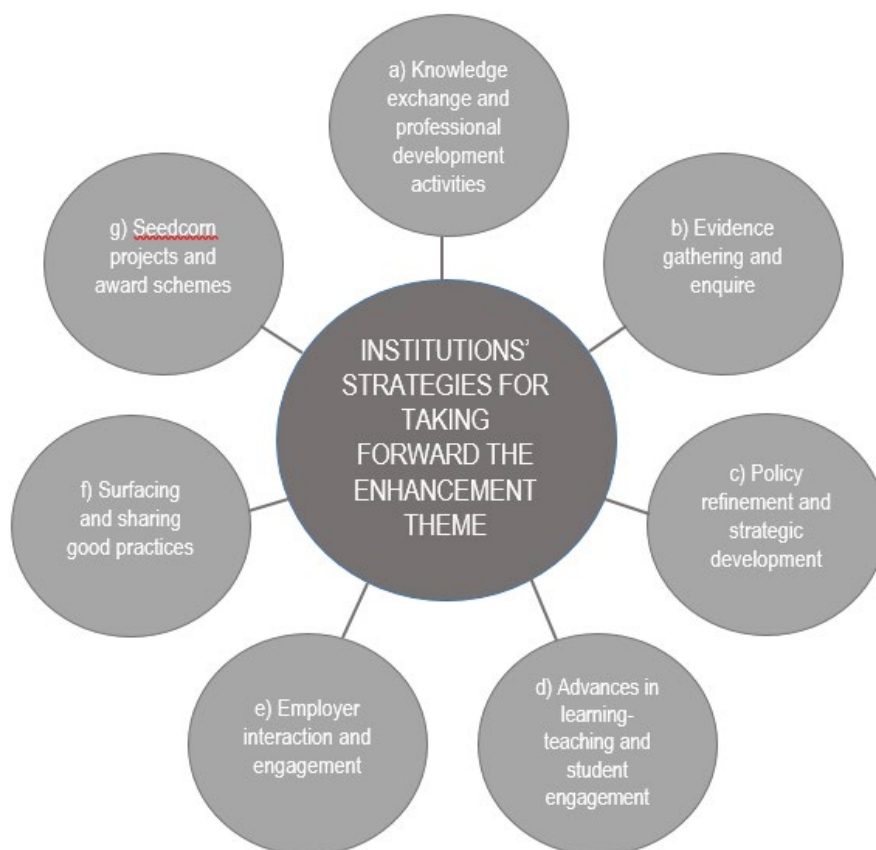 a) Knowledge
exchange and
professional
development
activities
b) Evidence
gathering and
enquire
c) Policy
refinement and
strategic
development
d) Advances in
learning-
teaching and
student
engagement
e) Employer
interaction and
engagement
f) Surfacing
and sharing
good practices
g) Seedcorn
projects and
award schemes
INSTITUTIONS’
STRATEGIES FOR
TAKING
FORWARD THE
ENHANCEMENT
THEME